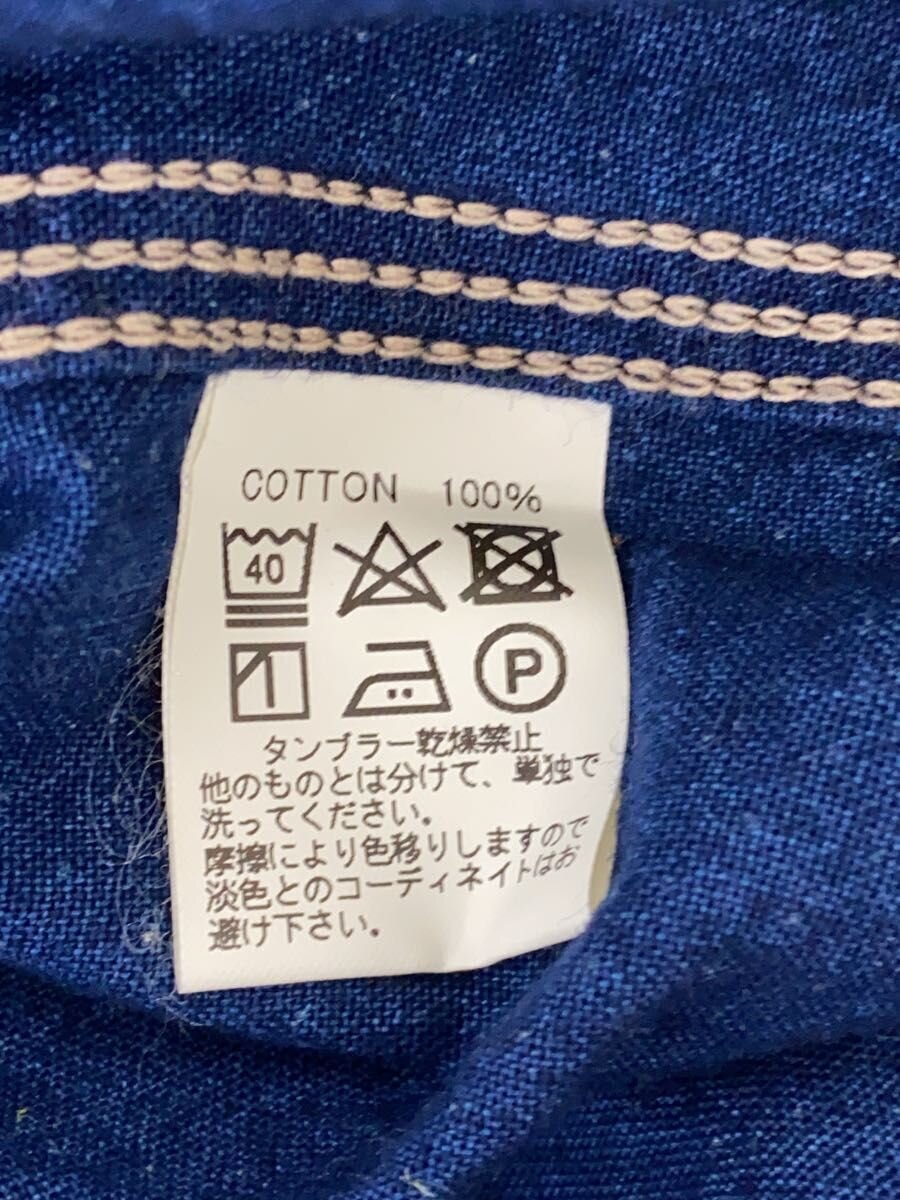 COTTON 100%
40
P
タンブラー乾燥禁止
他のものとは分けて、単独で
洗ってください。
摩擦により色移りしますので
淡色とのコーディネイトはお
避け下さい。